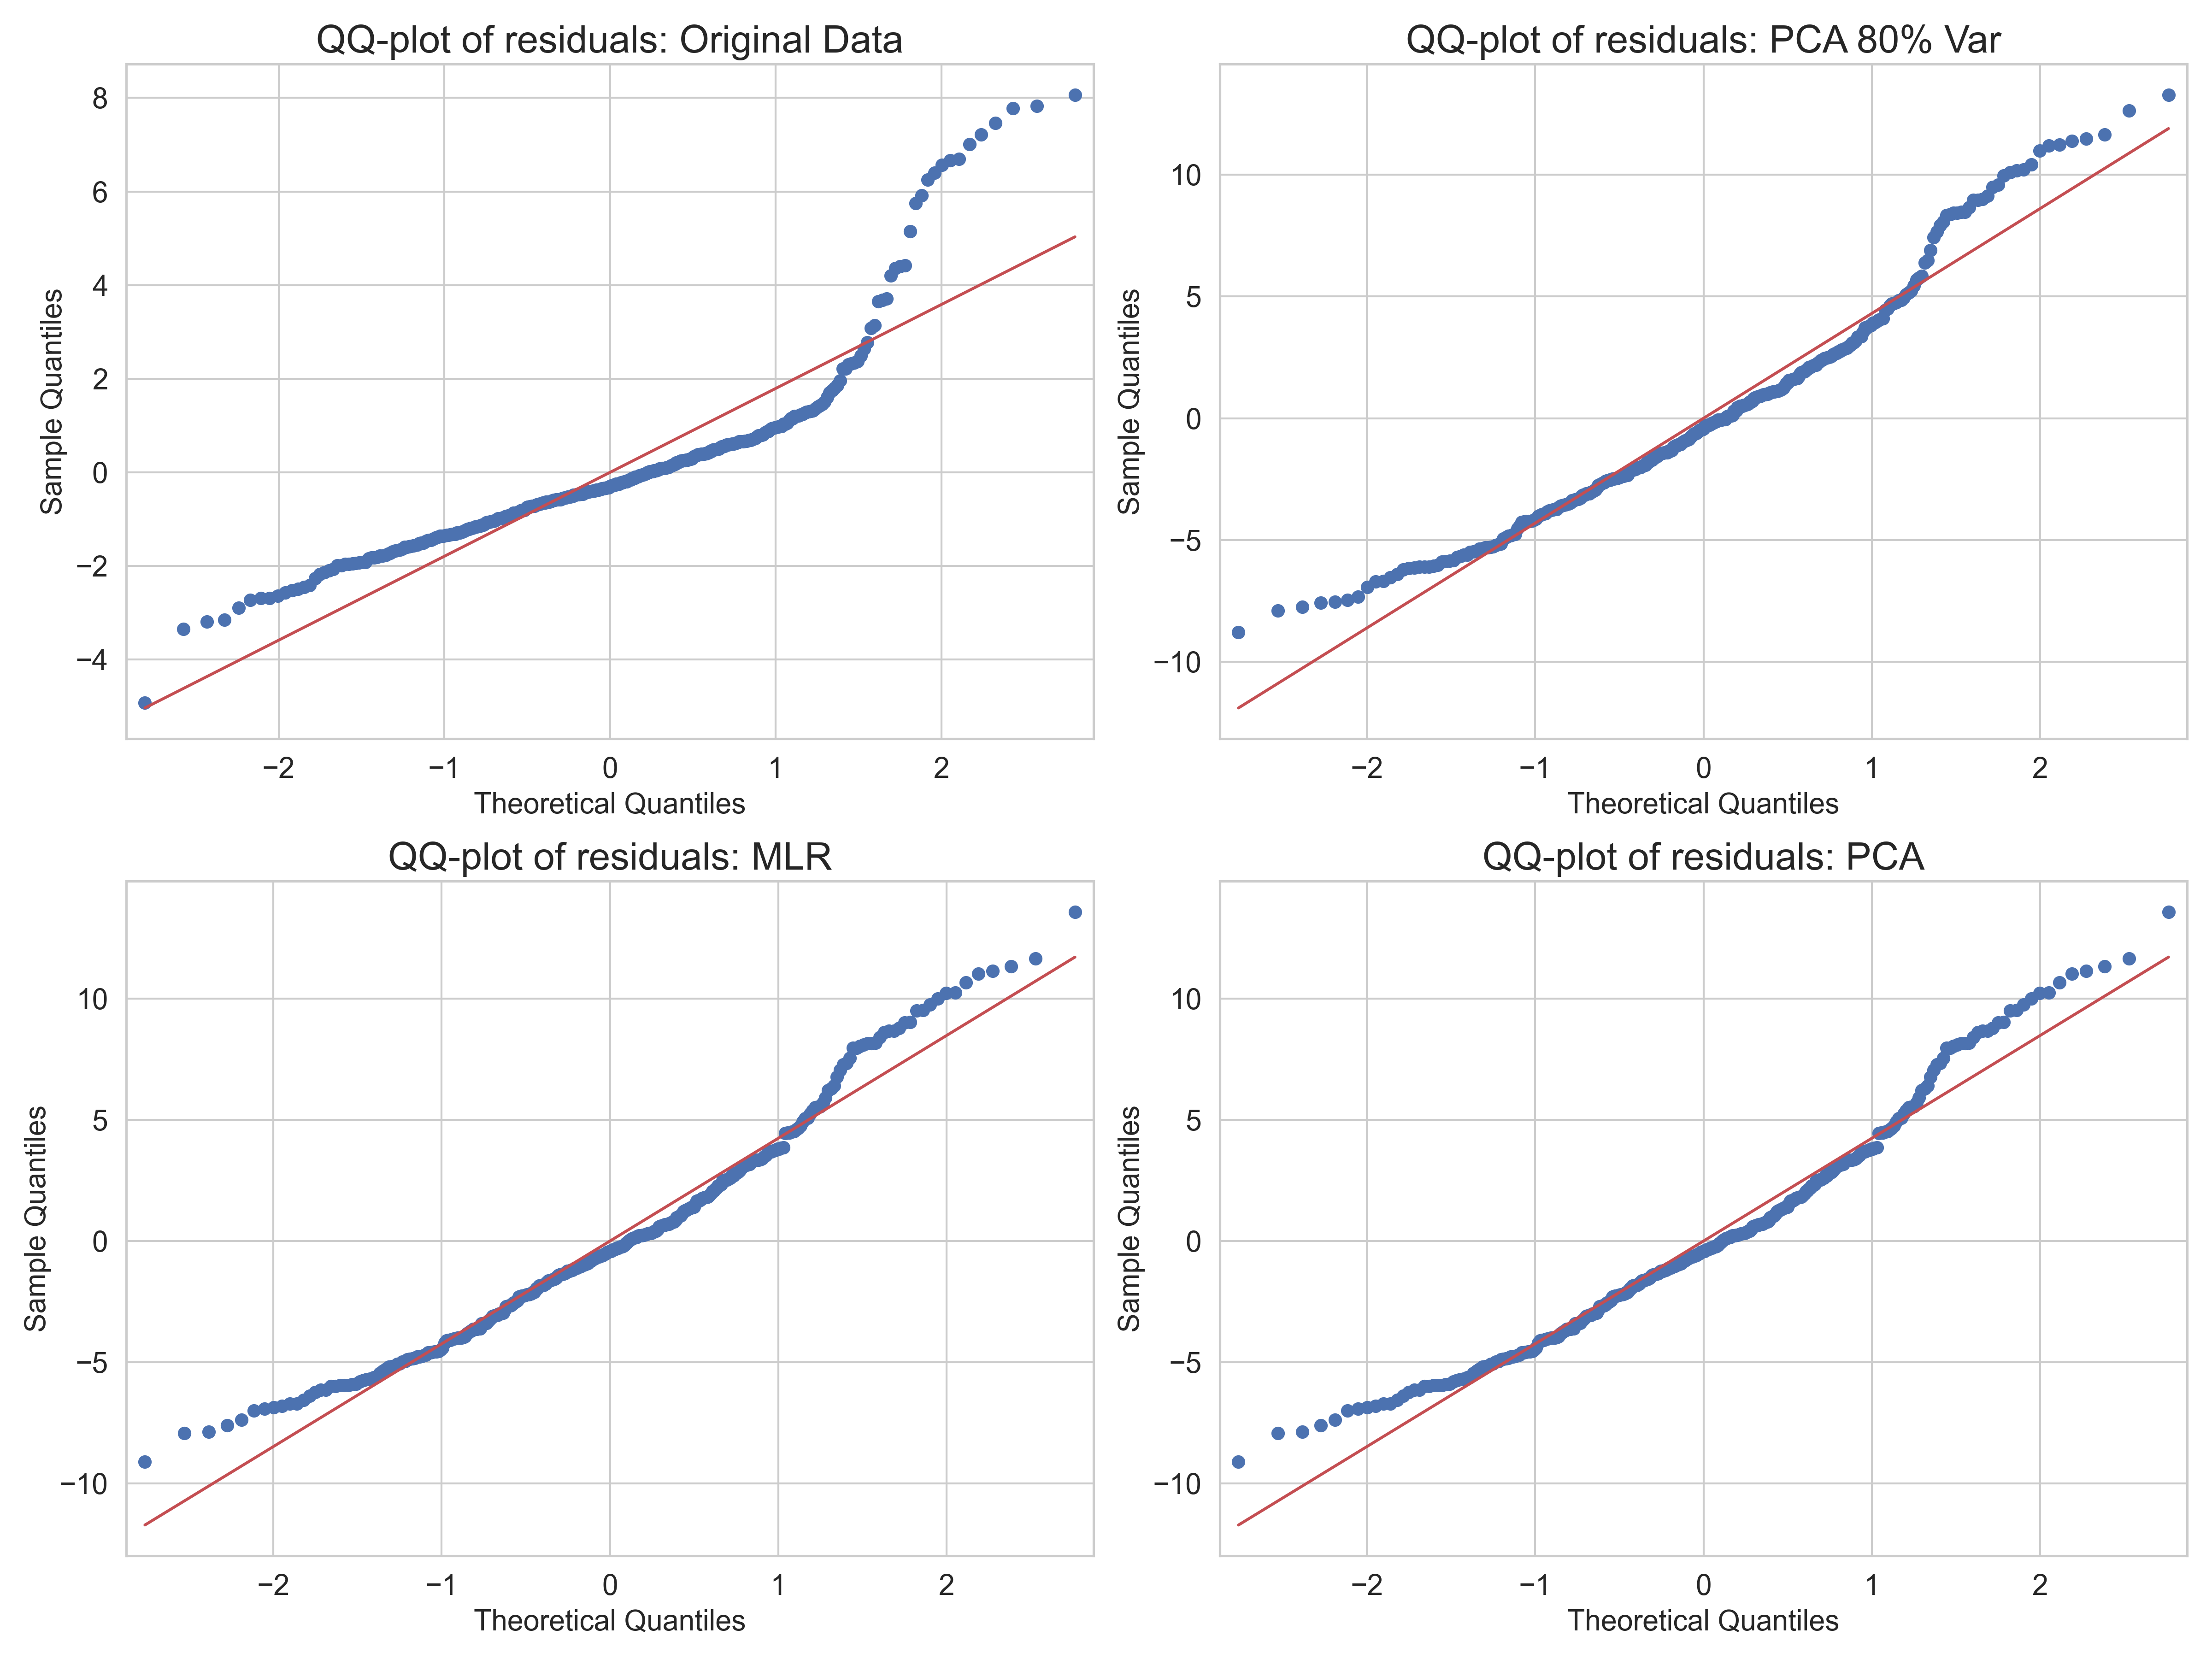 QQ-plot of residuals: Original Data
8
6
4
2
0
−2
−4
Sample Quantiles
−2 −1 0 1 2
Theoretical Quantiles
QQ-plot of residuals: PCA 80% Var
10
5
0
−5
−10
Sample Quantiles
−2 −1 0 1 2
Theoretical Quantiles
QQ-plot of residuals: MLR
10
5
0
−5
−10
Sample Quantiles
−2 −1 0 1 2
Theoretical Quantiles
QQ-plot of residuals: PCA
10
5
0
−5
−10
Sample Quantiles
−2 −1 0 1 2
Theoretical Quantiles